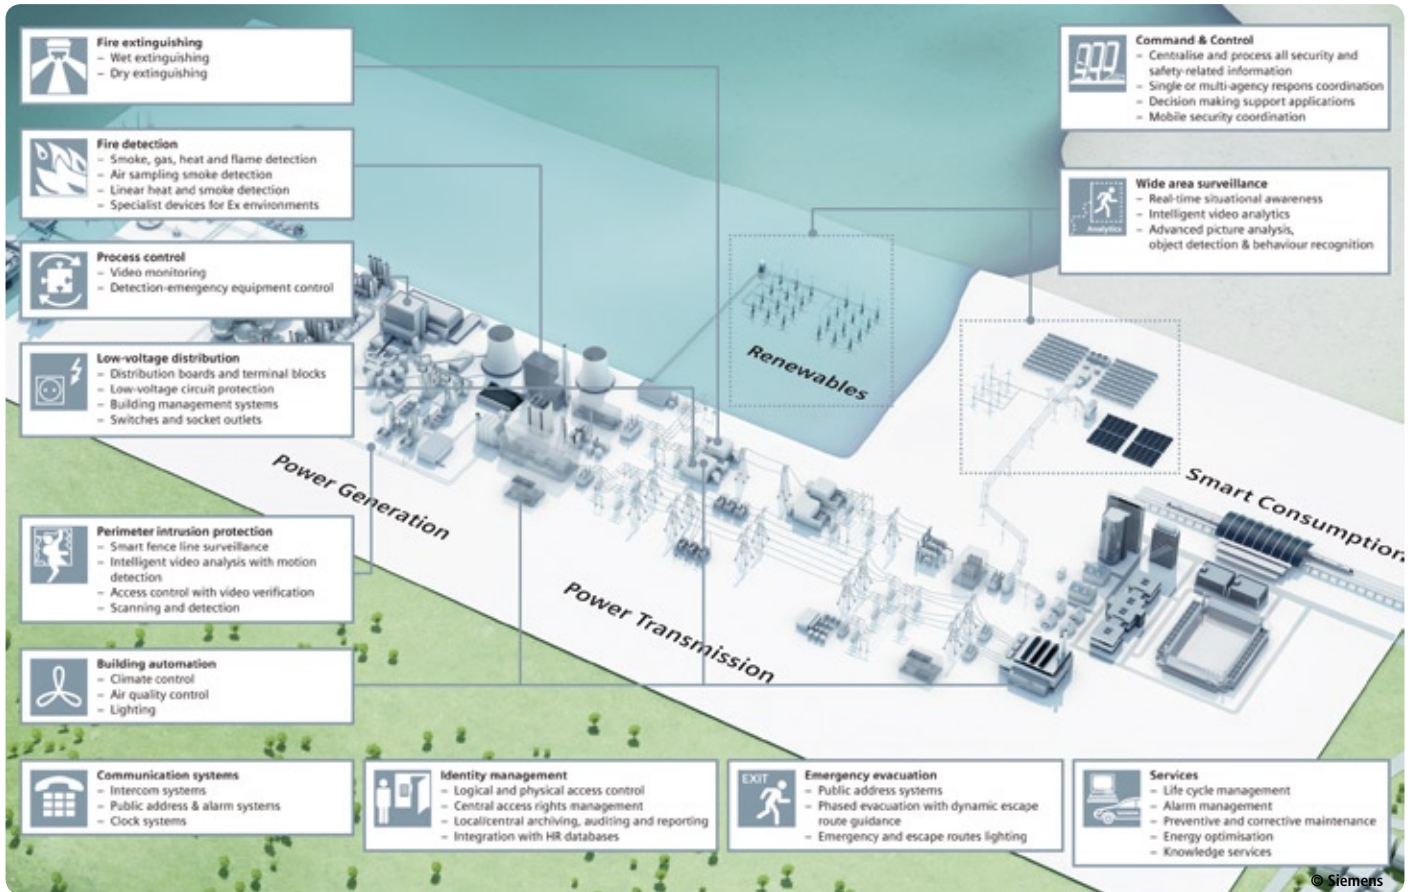 Fire extinguishing
– Wet extinguishing
– Dry extinguishing
Fire detection
– Smoke, gas, heat and flame detection
– Air sampling smoke detection
– Linear heat and smoke detection
– Specialist devices for Ex environments
Process control
– Video monitoring
– Detection-emergency equipment control
Low-voltage distribution
– Distribution boards and terminal blocks
– Low-voltage circuit protection
– Building management systems
– Switches and socket outlets
Perimeter intrusion protection
– Smart fence line surveillance
– Intelligent video analysis with motion
detection
– Access control with video verification
– Scanning and detection
Building automation
– Climate control
– Air quality control
– Lighting
Communication systems
– Intercom systems
– Public address & alarm systems
– Clock systems
Identity management
– Logical and physical access control
– Central access rights management
– Local/central archiving, auditing and reporting
– Integration with HR databases
EXIT
Emergency evacuation
– Public address systems
– Phased evacuation with dynamic escape
route guidance
– Emergency and escape routes lighting
Services
– Life cycle management
– Alarm management
– Preventive and corrective maintenance
– Energy optimisation
– Knowledge services
Command & Control
– Centralise and process all security and
safety-related information
– Single or multi-agency respons coordination
– Decision making support applications
– Mobile security coordination
Analytics
Wide area surveillance
– Real-time situational awareness
– Intelligent video analytics
– Advanced picture analysis,
object detection & behaviour recognition
Renewables
Power Generation
Power Transmission
Smart Consumption
© Siemens